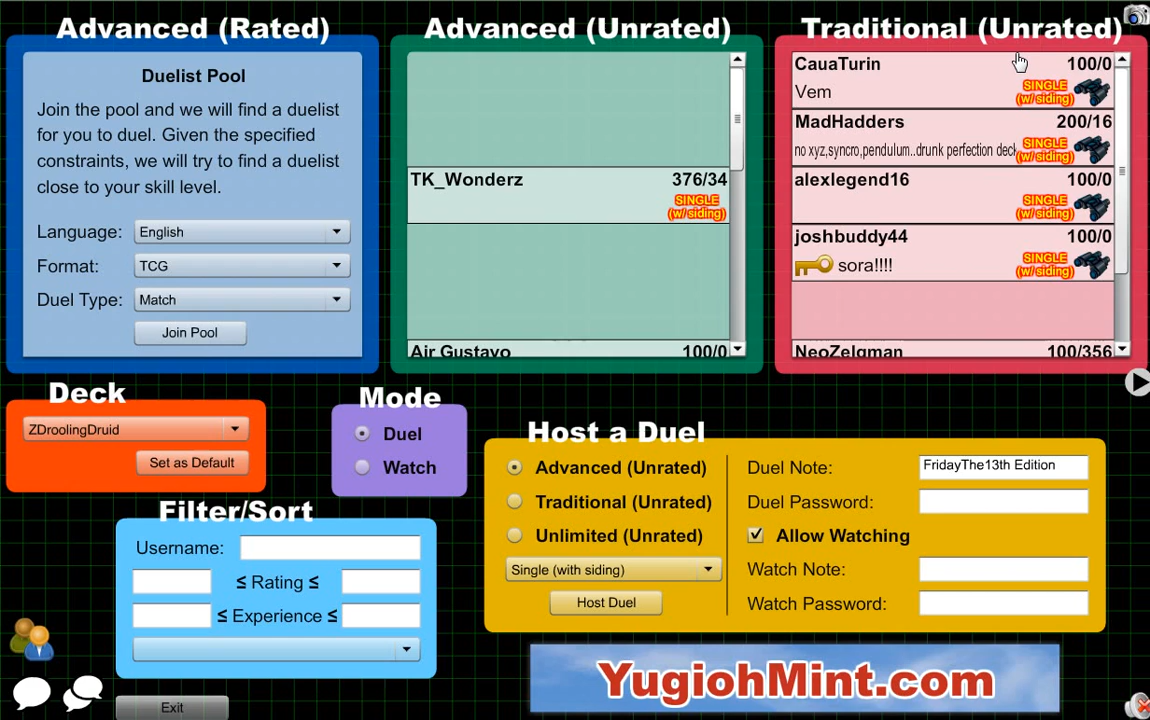 Advanced (Rated)
Duelist Pool
Join the pool and we will find a duelist
for you to duel. Given the specified
constraints, we will try to find a duelist
close to your skill level.
Language: English
Format: TCG
Duel Type: Match
Join Pool
Advanced (Unrated)
TK_Wonderz 376/34
SINGLE
(w/ siding)
Air Gustavo 100/0
Traditional (Unrated)
CauaTurin 100/0
Vem SINGLE
(w/ siding)
MadHadders 200/16
no xyz,syncro,pendulum..drunk perfection deck SINGLE
(w/ siding)
alexlegend16 100/0
SINGLE
(w/ siding)
joshbuddy44 100/0
sora!!!! SINGLE
(w/ siding)
NeoZelgman 100/356
Deck
ZDroolingDruid
Set as Default
Mode
Duel
Watch
Filter/Sort
Username:
≤ Rating ≤
≤ Experience ≤
Host a Duel
Advanced (Unrated)
Traditional (Unrated)
Unlimited (Unrated)
Single (with siding)
Host Duel
Duel Note: FridayThe13th Edition
Duel Password:
Allow Watching
Watch Note:
Watch Password:
Exit
YugiohMint.com